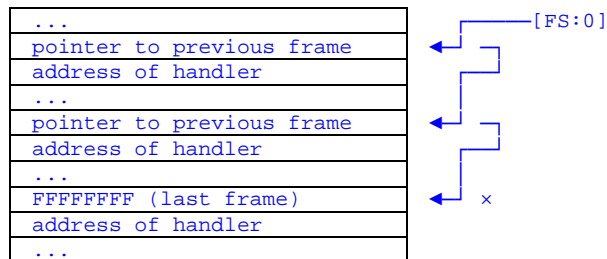 ...
[FS:0]
pointer to previous frame
address of handler
...
pointer to previous frame
address of handler
...
FFFFFFFF (last frame)
×
address of handler
...